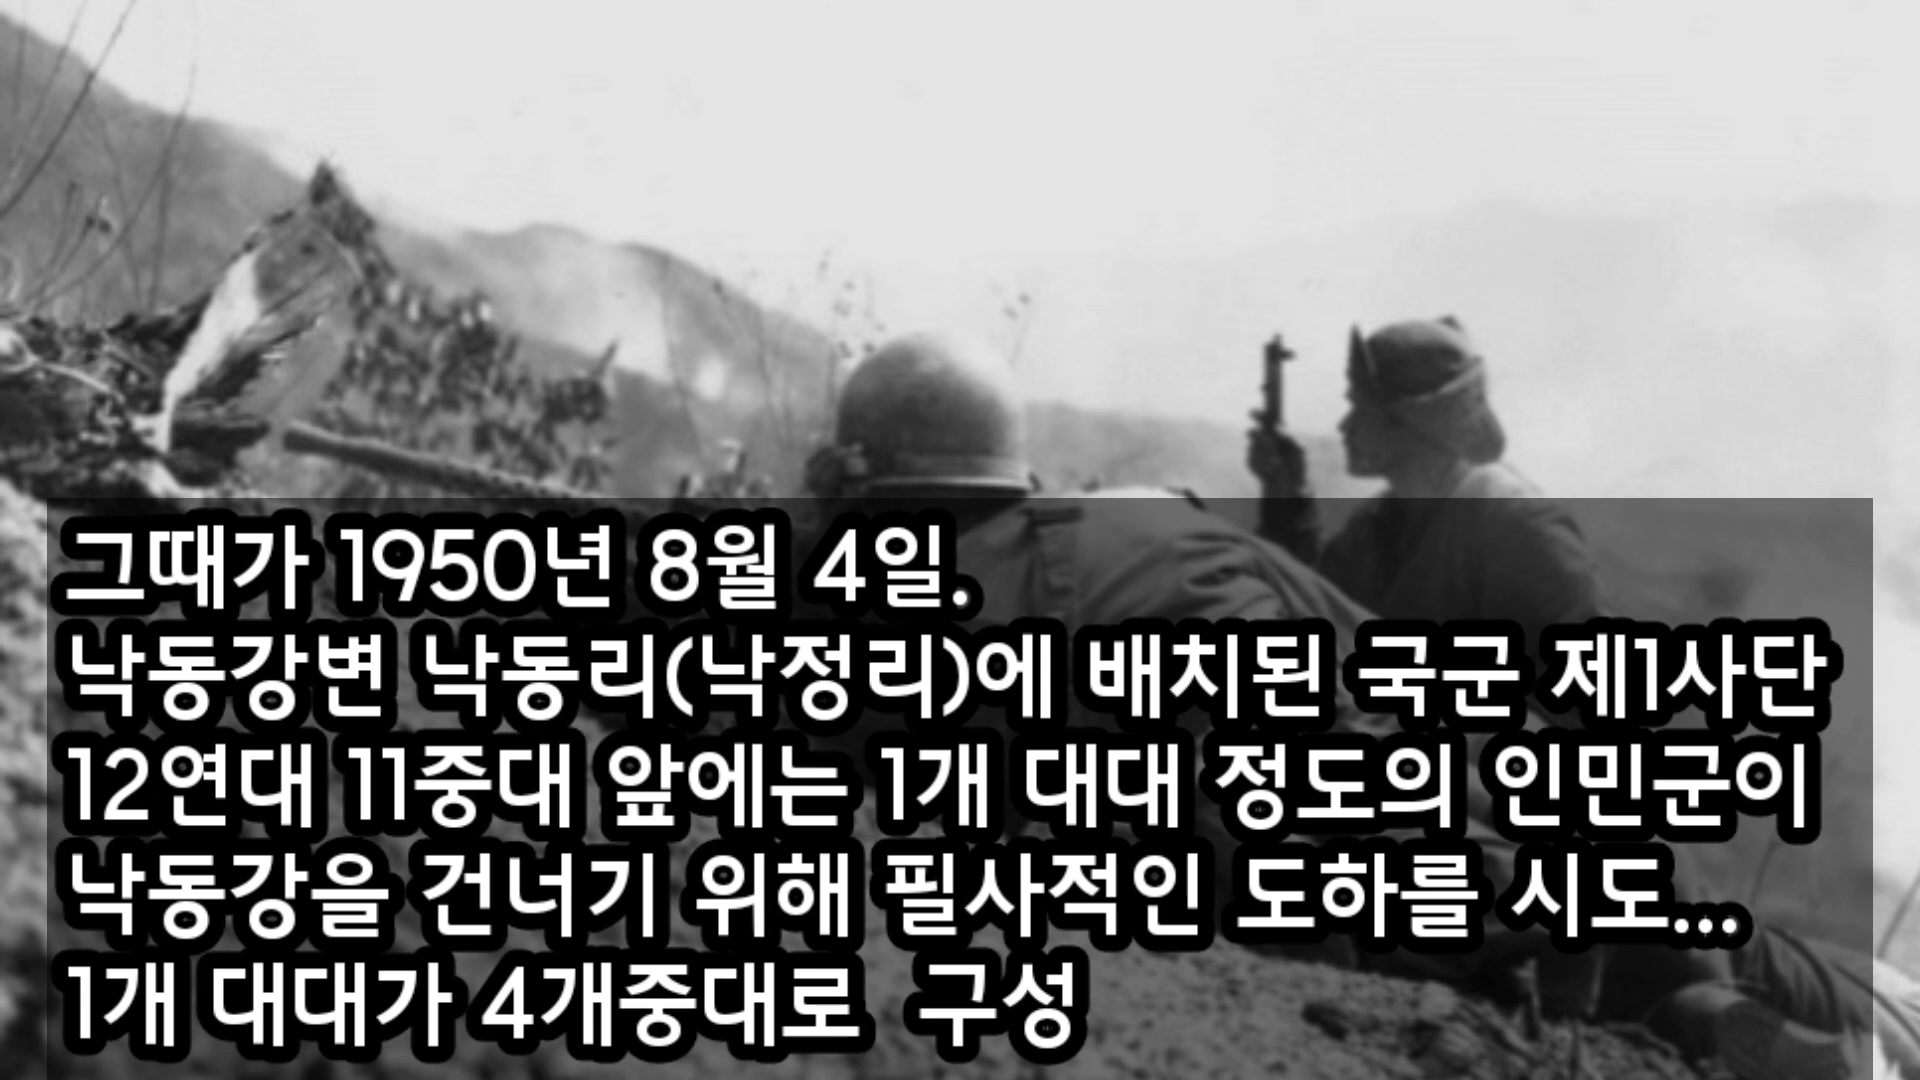 그때가 1950년 8월 4일.
낙동강변 낙동리(낙정리)에 배치된 국군 제1사단
12연대 11중대 앞에는 1개 대대 정도의 인민군이
낙동강을 건너기 위해 필사적인 도하를 시도...
1개 대대가 4개중대로 구성